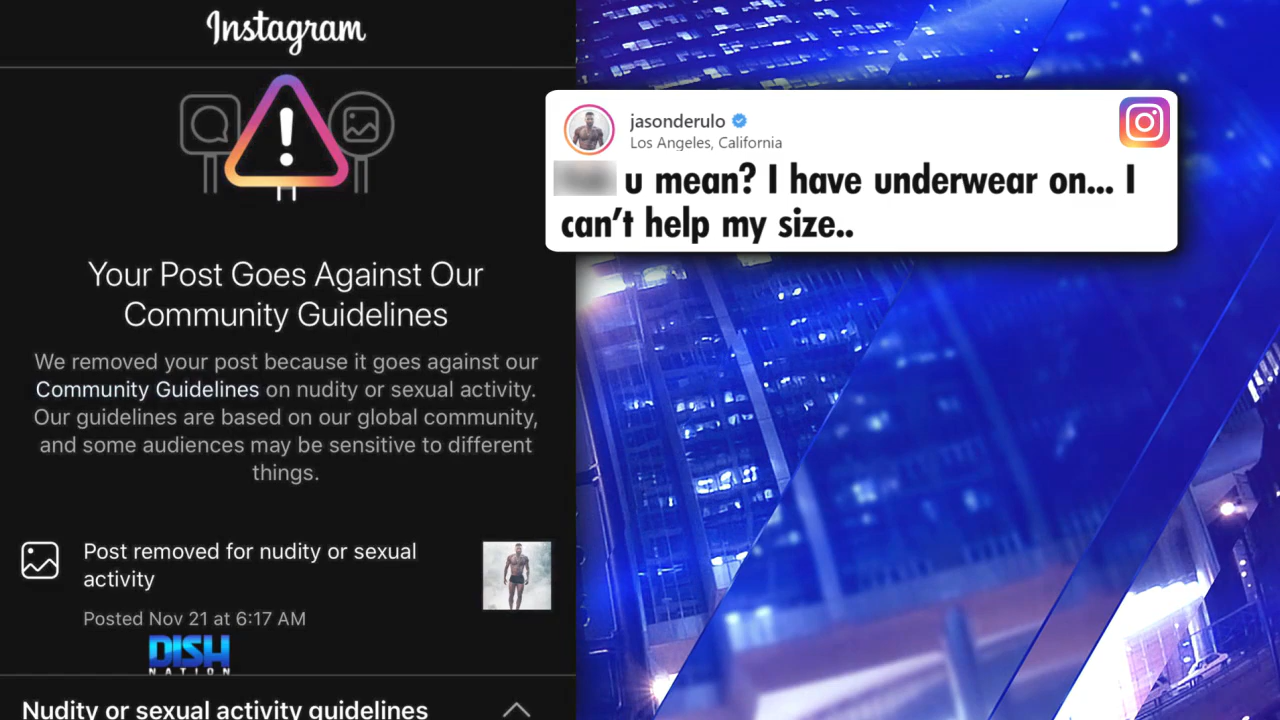 Instagram
Your Post Goes Against Our
Community Guidelines
We removed your post because it goes against our
Community Guidelines on nudity or sexual activity.
Our guidelines are based on our global community,
and some audiences may be sensitive to different
things.
Post removed for nudity or sexual
activity
Posted Nov 21 at 6:17 AM
DISH
NATION
Nudity or sexual activity guidelines
jasonderulo
Los Angeles, California
u mean? I have underwear on... I
can't help my size..